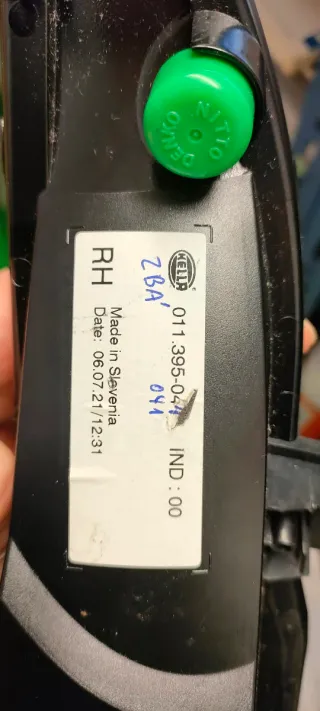 NITTO
DENKO
HELLA
011.395-04 IND : 00
ZBA'
041
RH
Made in Slovenia
Date: 06.07.21/12:31